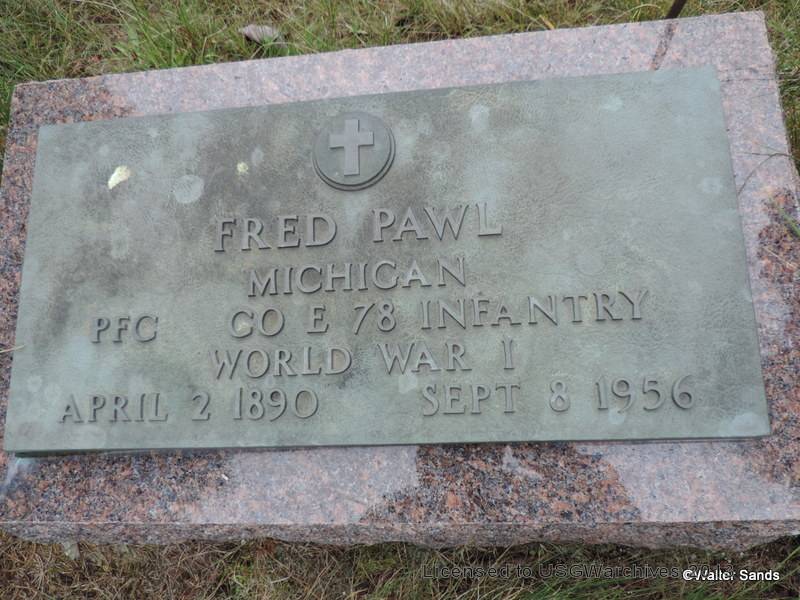 FRED PAWL
MICHIGAN
PFC CO E 78 INFANTRY
WORLD WAR I
APRIL 2 1890 SEPT 8 1956
Licensed to USGWarchives
©Walter Sands